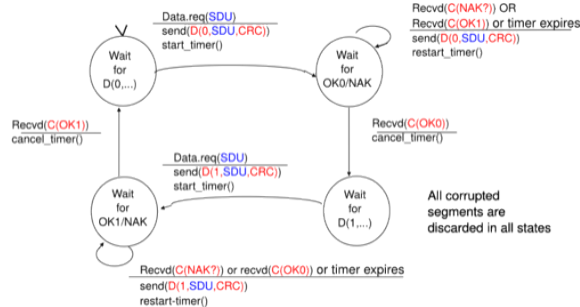 Data.req(SDU)
send(D(0,SDU,CRC))
start_timer()
Recvd(C(NAK?)) OR
Recvd(C(OK1)) or timer expires
send(D(0,SDU,CRC))
restart_timer()
Wait
for
D(0,...)
Wait
for
OK0/NAK
Recvd(C(OK1))
cancel_timer()
Recvd(C(OK0))
cancel_timer()
Data.req(SDU)
send(D(1,SDU,CRC))
start_timer()
Wait
for
OK1/NAK
Wait
for
D(1,...)
All corrupted
segments are
discarded in all states
Recvd(C(NAK?)) or recvd(C(OK0)) or timer expires
send(D(1,SDU,CRC))
restart-timer()